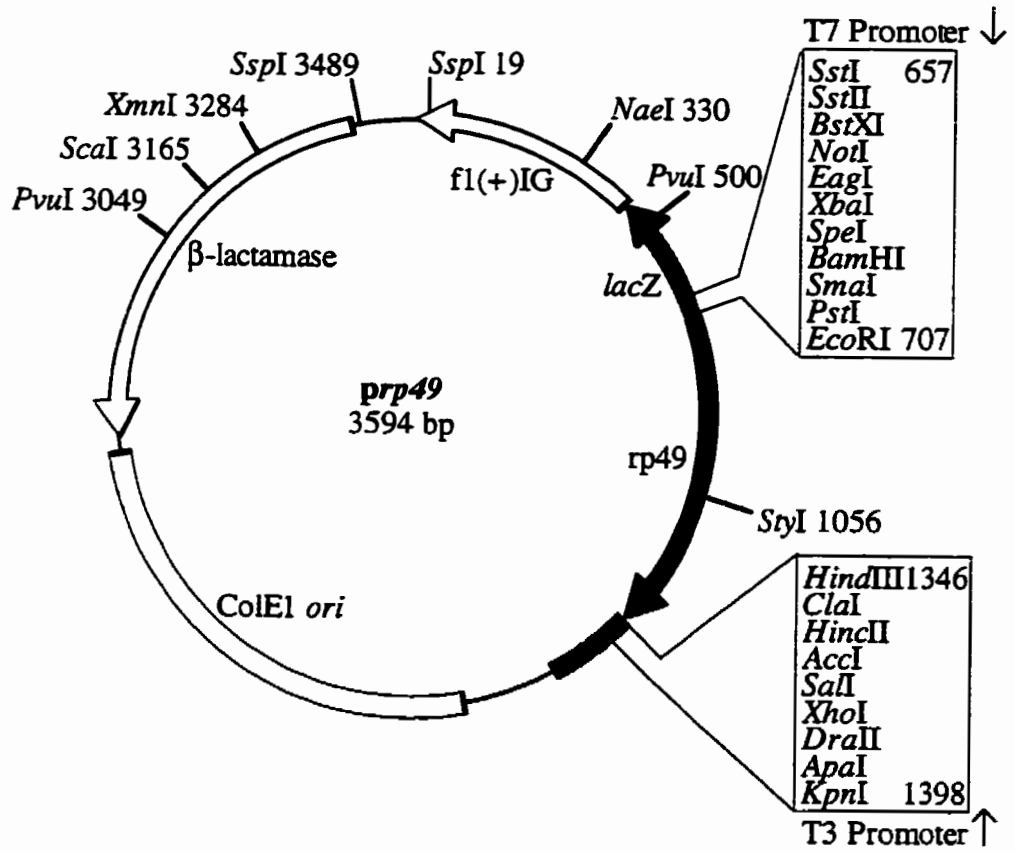 T7 Promoter ↓
SspI 3489
SspI 19
SstI 657
SstII
BstXI
NotI
EagI
XbaI
SpeI
BamHI
SmaI
PstI
EcoRI 707
XmnI 3284
NaeI 330
ScaI 3165
f1(+)IG
PvuI 500
PvuI 3049
β-lactamase
lacZ
prp49
3594 bp
rp49
StyI 1056
HindIII 1346
ClaI
HincII
AccI
SalI
XhoI
DraII
ApaI
KpnI 1398
ColE1 ori
T3 Promoter ↑